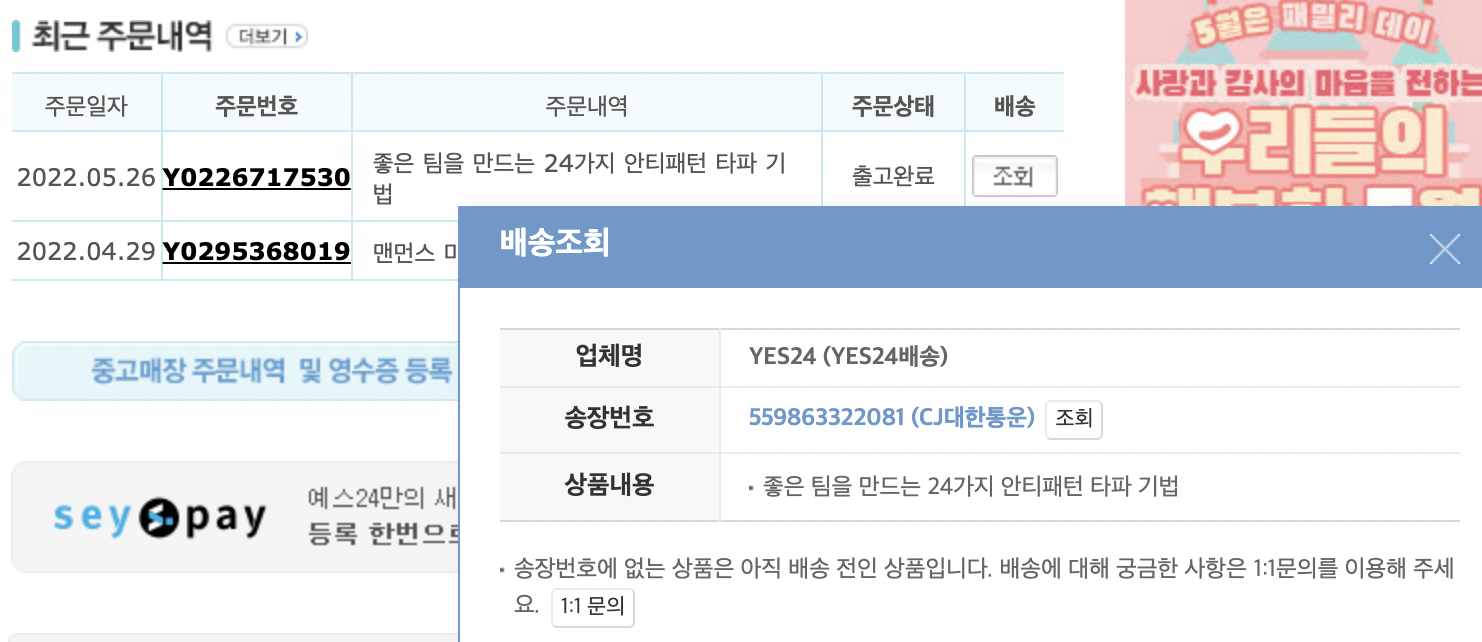 최근 주문내역 더보기
주문일자 주문번호 주문내역 주문상태 배송
2022.05.26 Y0226717530 좋은 팀을 만드는 24가지 안티패턴 타파 기
법 출고완료 조회
2022.04.29 Y0295368019 맨먼스
중고매장 주문내역 및 영수증 등록
seyⓢpay
예스24만의 새
등록 한번으로
5월은 패밀리 데이
사랑과 감사의 마음을 전하는
우리들의
배송조회
업체명 YES24 (YES24배송)
송장번호 559863322081 (CJ대한통운) 조회
상품내용 · 좋은 팀을 만드는 24가지 안티패턴 타파 기법
· 송장번호에 없는 상품은 아직 배송 전인 상품입니다. 배송에 대해 궁금한 사항은 1:1문의를 이용해 주세
요. 1:1 문의